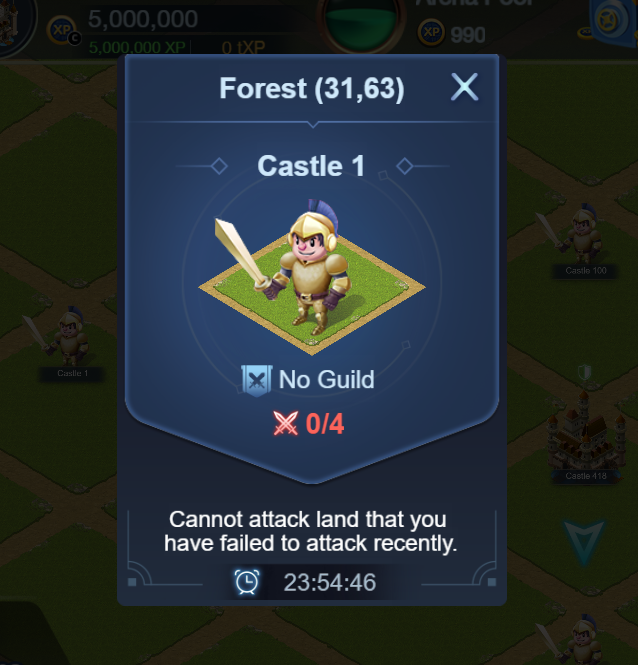 5,000,000
5,000,000 XP
0 tXP
XP
C
XP
990
Forest (31,63)
Castle 1
No Guild
0/4
Castle 100
Castle 1
Castle 418
Cannot attack land that you
have failed to attack recently.
23:54:46